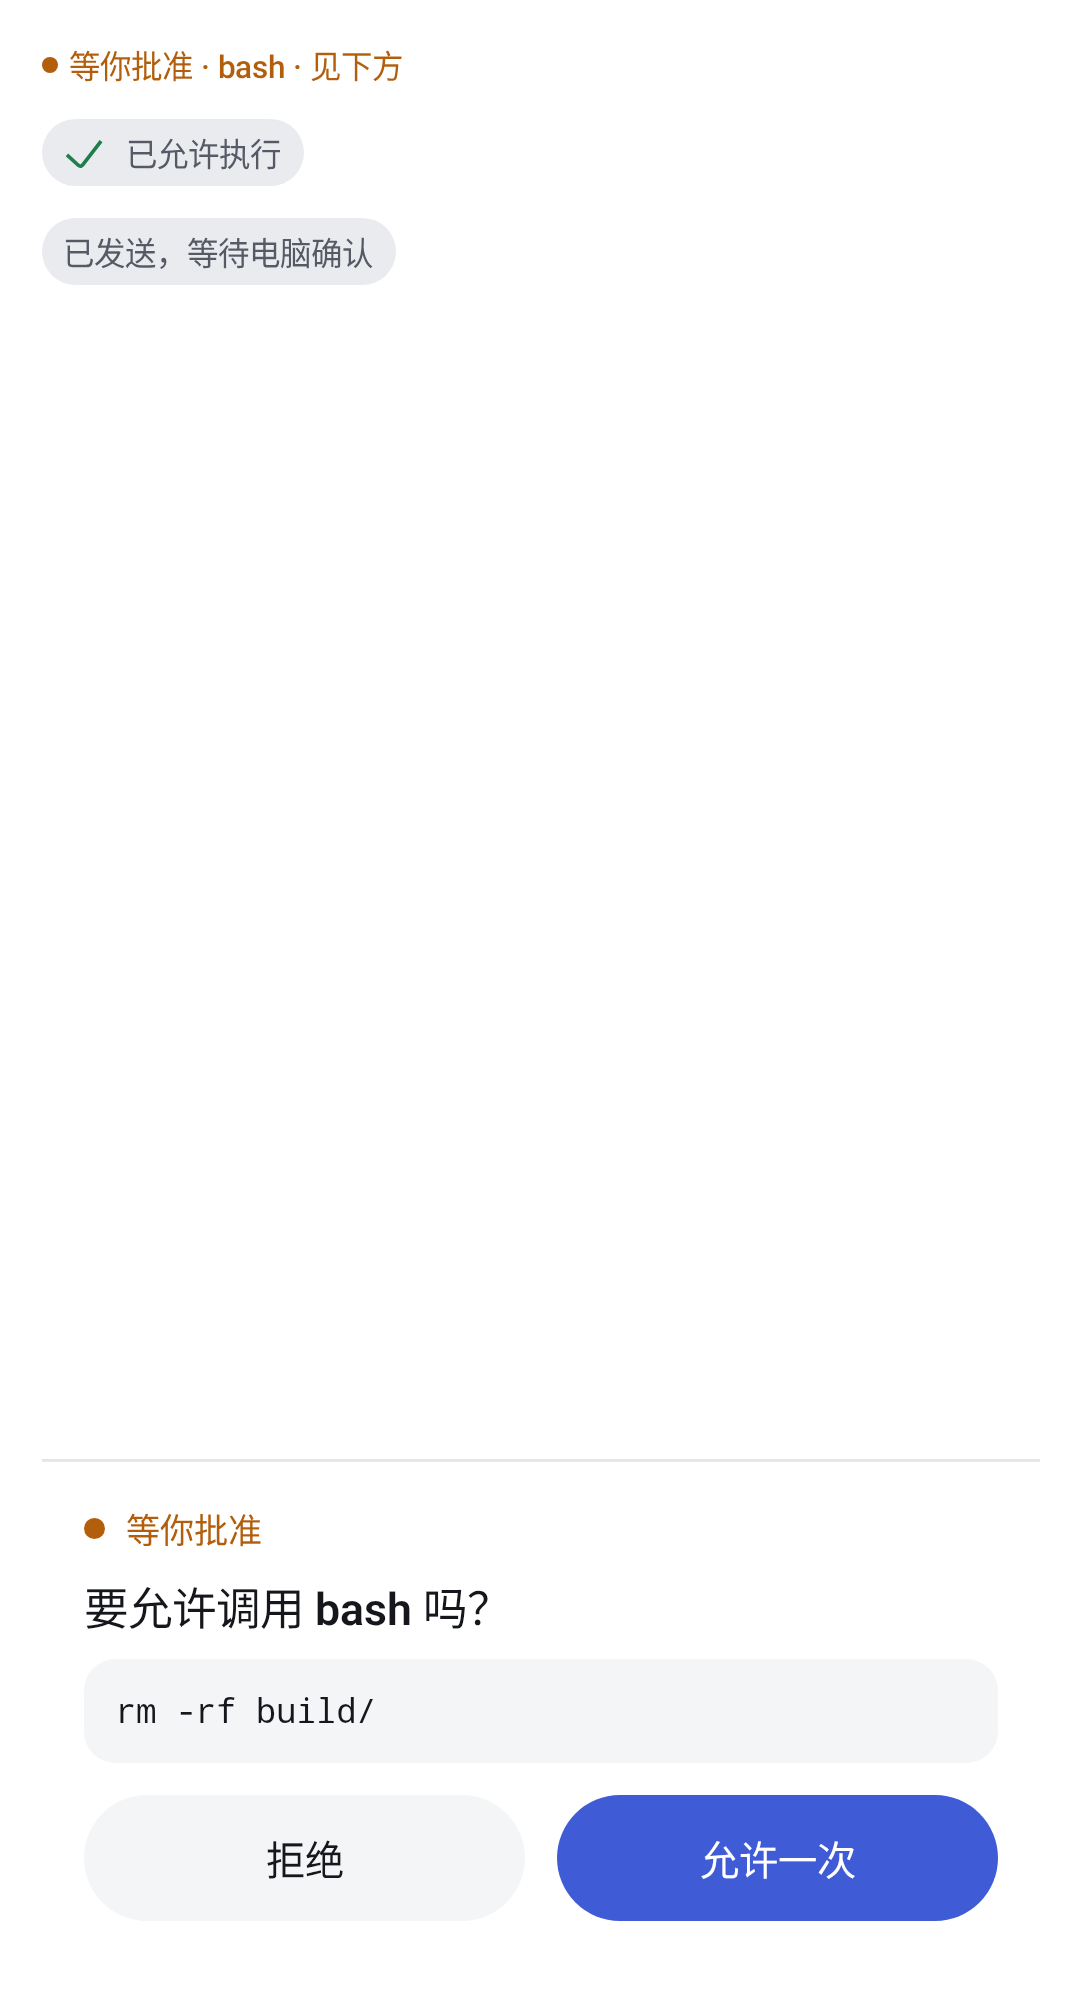 等你批准 · bash · 见下方
已允许执行
已发送，等待电脑确认
等你批准
要允许调用 bash 吗？
rm -rf build/
拒绝
允许一次